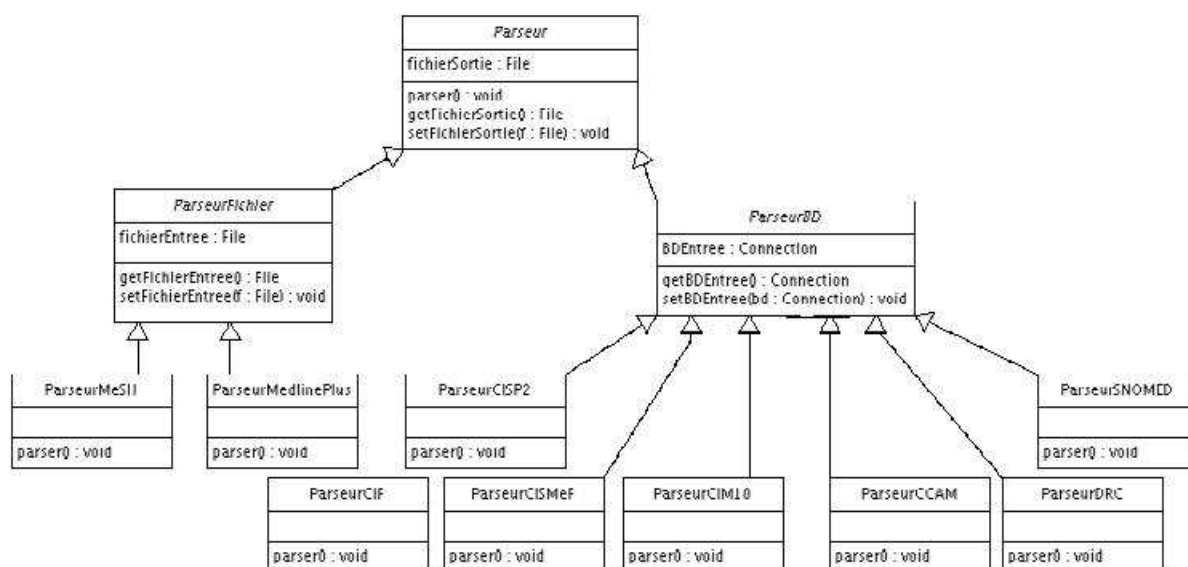 Parseur
fichierSortie : File
parser() : void
getFichierSortie() : File
setFichierSortie(f : File) : void
ParseurFichier
fichierEntree : File
getFichierEntree() : File
setFichierEntree(f : File) : void
ParseurBD
BDEntree : Connection
getBDEntree() : Connection
setBDEntree(bd : Connection) : void
ParseurMeSH
parser() : void
ParseurMedlinePlus
parser() : void
ParseurCISP2
parser() : void
ParseurSNOMED
parser() : void
ParseurCIF
parser() : void
ParseurCISMeF
parser() : void
ParseurCIM10
parser() : void
ParseurCCAM
parser() : void
ParseurDRC
parser() : void